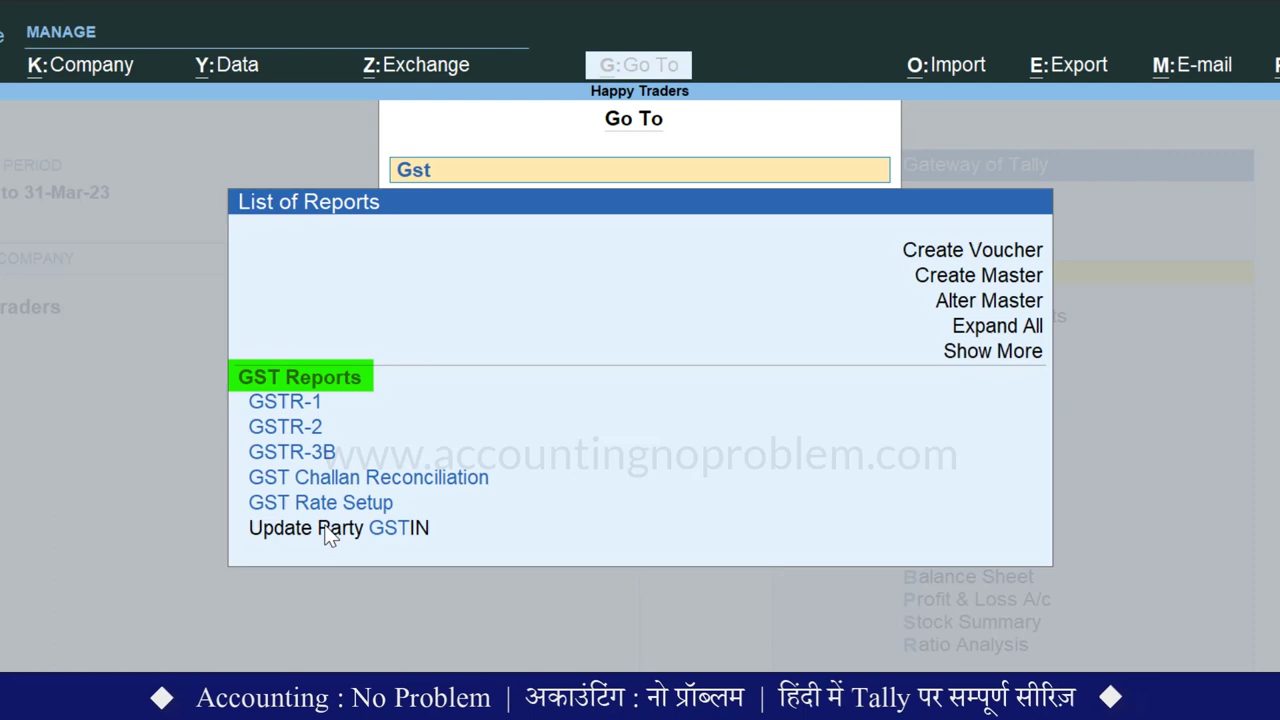 MANAGE
K:Company Y:Data Z:Exchange G:Go To O:Import E:Export M:E-mail
Happy Traders
Go To
PERIOD
Gateway of Tally
Gst
to 31-Mar-23
List of Reports
Create Voucher
COMPANY
Create Master
Alter Master
Expand All
Show More
GST Reports
GSTR-1
GSTR-2
GSTR-3B
www.accountingnoproblem.com
GST Challan Reconciliation
GST Rate Setup
Update Party GSTIN
Balance Sheet
Profit & Loss A/c
Stock Summary
Ratio Analysis
Accounting : No Problem | अकाउंटिंग : नो प्रॉब्लम | हिंदी में Tally पर सम्पूर्ण सीरिज़